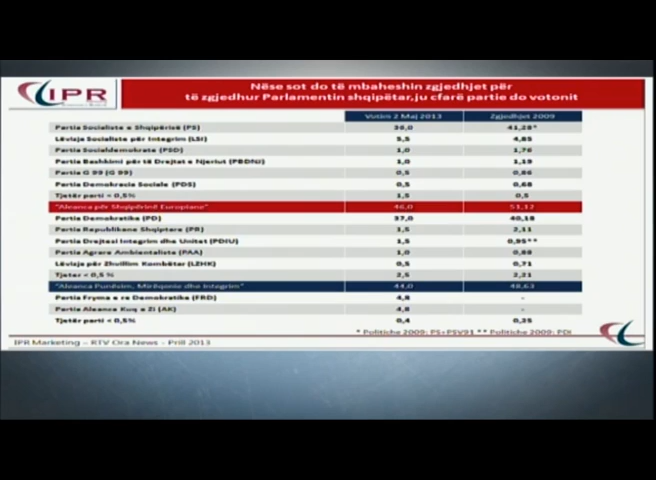 IPR
Nëse sot do të mbaheshin zgjedhjet për
të zgjedhur Parlamentin shqipëtar,ju cfarë partie do votonit
Votim 2 Maj 2013 Zgjedhjet 2009
Partia Socialiste e Shqipërisë (PS) 36,0 41,28*
Lëvizja Socialiste për Integrim (LSI) 5,5 4,85
Partia Socialdemokrate (PSD) 1,0 1,76
Partia Bashkimi për të Drejtat e Njeriut (PBDNJ) 1,0 1,19
Partia G 99 (G 99) 0,5 0,86
Partia Demokracia Sociale (PDS) 0,5 0,68
Tjetër parti < 0,5% 1,5 0,5
"Aleanca për Shqipërinë Europiane" 46,0 51,12
Partia Demokratike (PD) 37,0 40,18
Partia Republikane Shqiptare (PR) 1,5 2,11
Partia Drejtesi Integrim dhe Unitet (PDIU) 1,5 0,95**
Partia Agrare Ambientaliste (PAA) 1,0 0,88
Lëvizja për Zhvillim Kombëtar (LZHK) 0,5 0,71
Tjeter < 0,5 % 2,5 2,21
"Aleanca Punësim, Mirëqenie dhe Integrim" 44,0 48,63
Partia Fryma e re Demokratike (FRD) 4,8 -
Partia Aleance Kuq e Zi (AK) 4,8 -
Tjetër parti < 0,5% 0,4 0,35
* Politiche 2009: PS+PSV91 ** Politiche 2009: PDI
IPR Marketing – RTV Ora News - Prill 2013